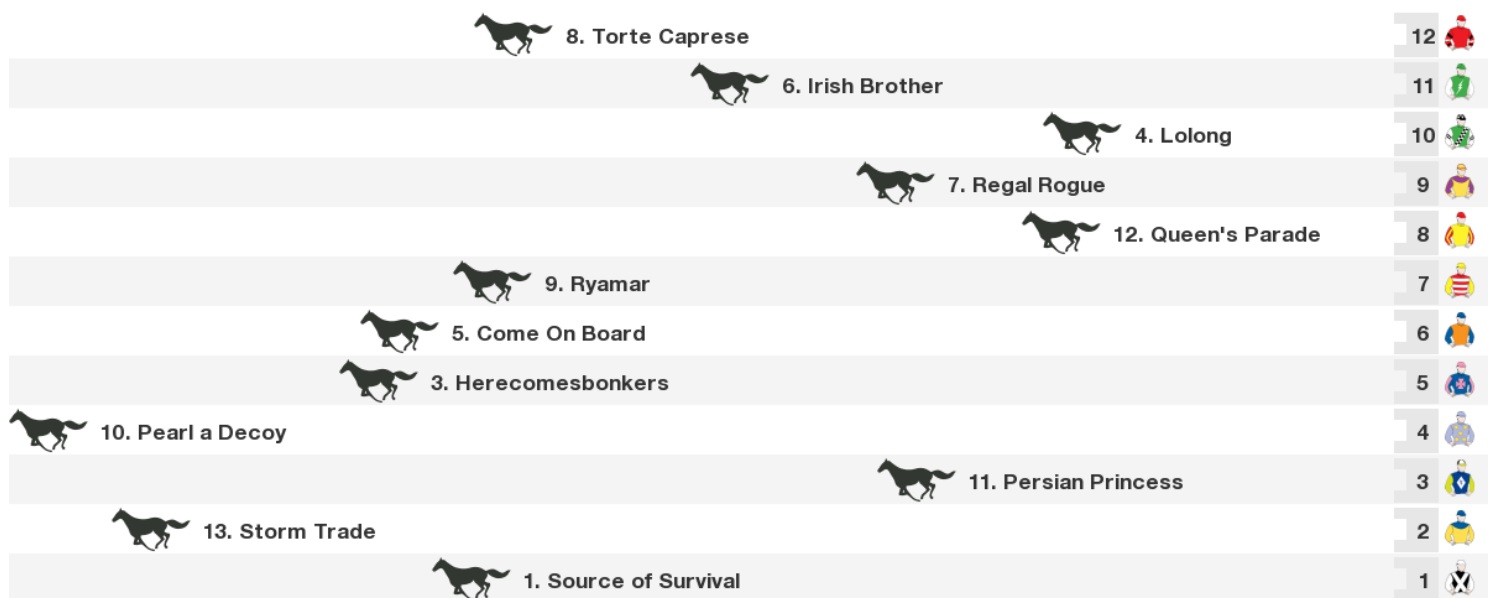 8. Torte Caprese 12
6. Irish Brother 11
4. Lolong 10
7. Regal Rogue 9
12. Queen's Parade 8
9. Ryamar 7
5. Come On Board 6
3. Herecomesbonkers 5
10. Pearl a Decoy 4
11. Persian Princess 3
13. Storm Trade 2
1. Source of Survival 1